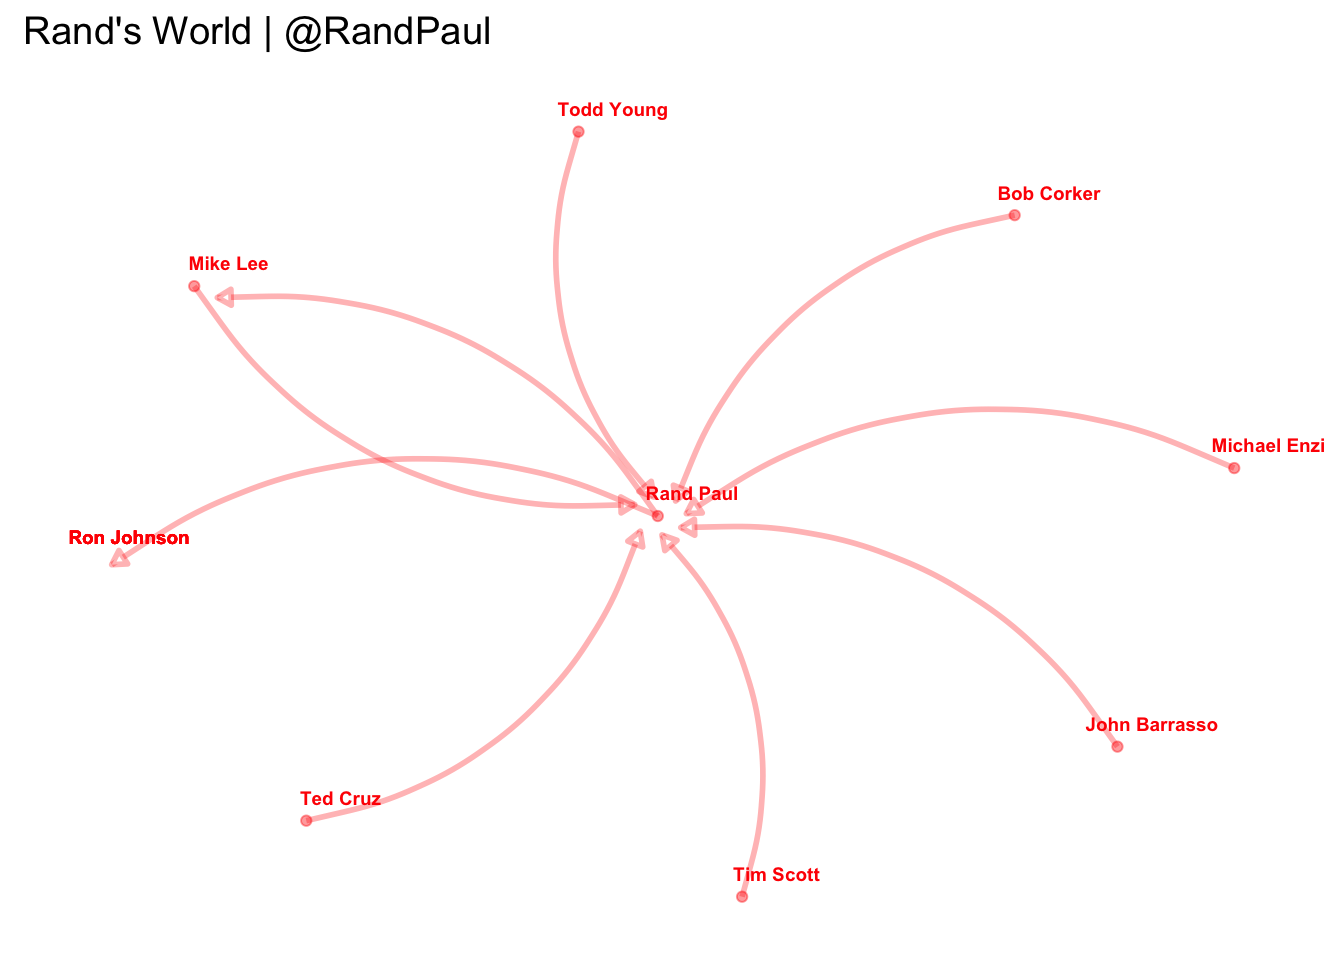 Rand's World | @RandPaul
Todd Young
Bob Corker
Mike Lee
Michael Enzi
Rand Paul
Ron Johnson
John Barrasso
Ted Cruz
Tim Scott